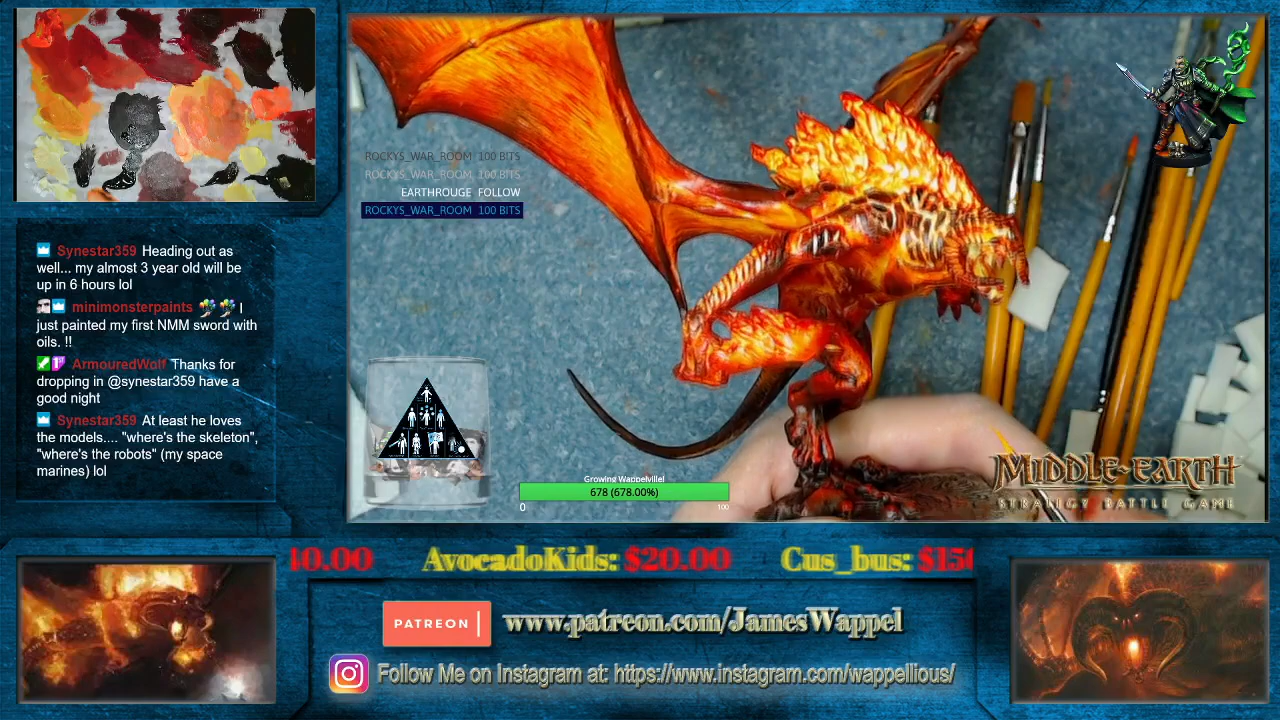 ROCKYS_WAR_ROOM 100 BITS
ROCKYS_WAR_ROOM 100 BITS
EARTHROUGE FOLLOW
ROCKYS_WAR_ROOM 100 BITS
Synestar359 Heading out as
well... my almost 3 year old will be
up in 6 hours lol
minimonsterpaints I
just painted my first NMM sword with
oils. !!
ArmouredWolf Thanks for
dropping in @synestar359 have a
good night
Synestar359 At least he loves
the models.... "where's the skeleton",
"where's the robots" (my space
marines) lol
Growing Wappelville!
678 (678.00%)
0 100
MIDDLE-EARTH
STRATEGY BATTLE GAME
40.00 AvocadoKids: $20.00 Cus_bus: $150
PATREON www.patreon.com/JamesWappel
Follow Me on Instagram at: https://www.instagram.com/wappellious/